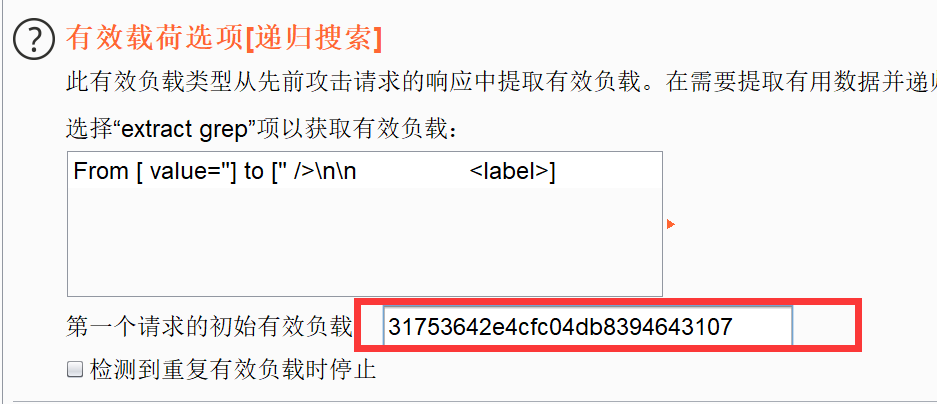 ?
有效载荷选项[递归搜索]
此有效负载类型从先前攻击请求的响应中提取有效负载。在需要提取有用数据并递
选择“extract grep”项以获取有效负载：
From [ value="] to [" />\n\n                  <label>]
第一个请求的初始有效负载 31753642e4cfc04db8394643107
检测到重复有效负载时停止